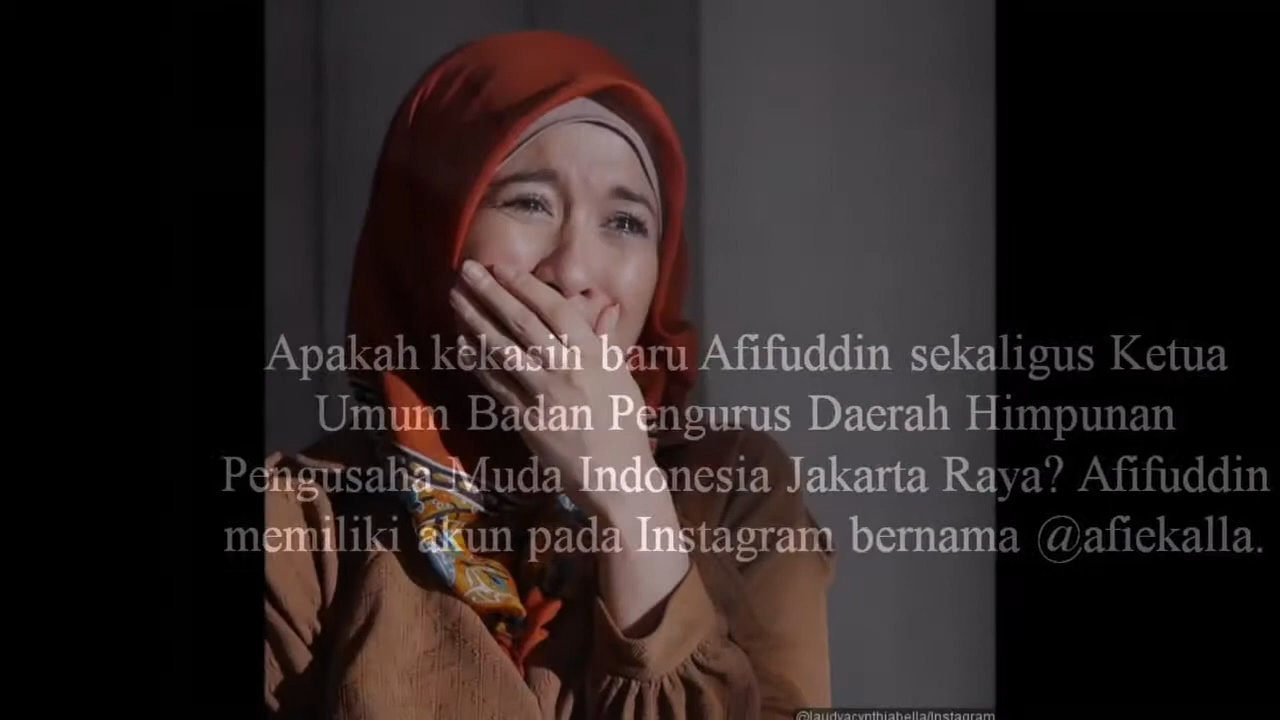 Apakah kekasih baru Afifuddin sekaligus Ketua
Umum Badan Pengurus Daerah Himpunan
Pengusaha Muda Indonesia Jakarta Raya? Afifuddin
memiliki akun pada Instagram bernama @afiekalla.
@laudyacynthiabella/Instagram